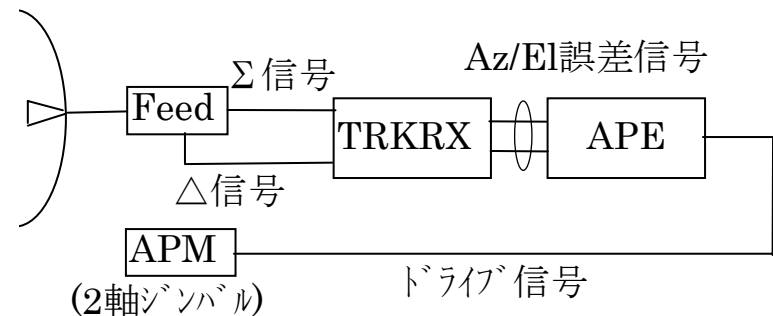 Az/El誤差信号
Σ信号
Feed
TRKRX
APE
△信号
APM
ﾄﾞﾗｲﾌﾞ信号
(2軸ｼﾞﾝﾊﾞﾙ)